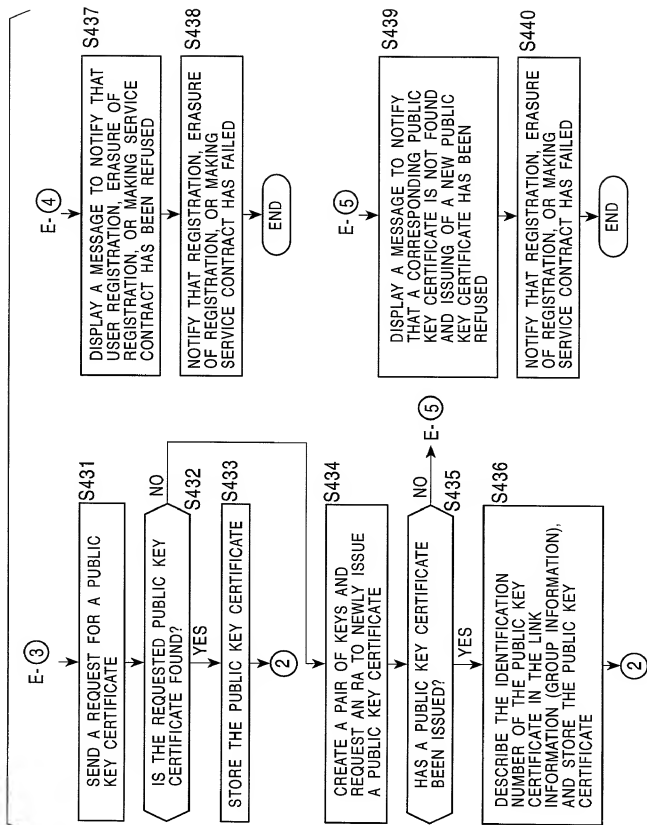 E-③
S431
SEND A REQUEST FOR A PUBLIC
KEY CERTIFICATE
S432
IS THE REQUESTED PUBLIC KEY
CERTIFICATE FOUND?
NO
YES
S433
STORE THE PUBLIC KEY CERTIFICATE
②
S434
CREATE A PAIR OF KEYS AND
REQUEST AN RA TO NEWLY ISSUE
A PUBLIC KEY CERTIFICATE
HAS A PUBLIC KEY CERTIFICATE
BEEN ISSUED?
NO
E-⑤
S435
YES
S436
DESCRIBE THE IDENTIFICATION
NUMBER OF THE PUBLIC KEY
CERTIFICATE IN THE LINK
INFORMATION (GROUP INFORMATION),
AND STORE THE PUBLIC KEY
CERTIFICATE
②
E-④
S437
DISPLAY A MESSAGE TO NOTIFY THAT
USER REGISTRATION, ERASURE OF
REGISTRATION, OR MAKING SERVICE
CONTRACT HAS BEEN REFUSED
S438
NOTIFY THAT REGISTRATION, ERASURE
OF REGISTRATION, OR MAKING
SERVICE CONTRACT HAS FAILED
END
E-⑤
S439
DISPLAY A MESSAGE TO NOTIFY
THAT A CORRESPONDING PUBLIC
KEY CERTIFICATE IS NOT FOUND
AND ISSUING OF A NEW PUBLIC
KEY CERTIFICATE HAS BEEN
REFUSED
S440
NOTIFY THAT REGISTRATION, ERASURE
OF REGISTRATION, OR MAKING
SERVICE CONTRACT HAS FAILED
END